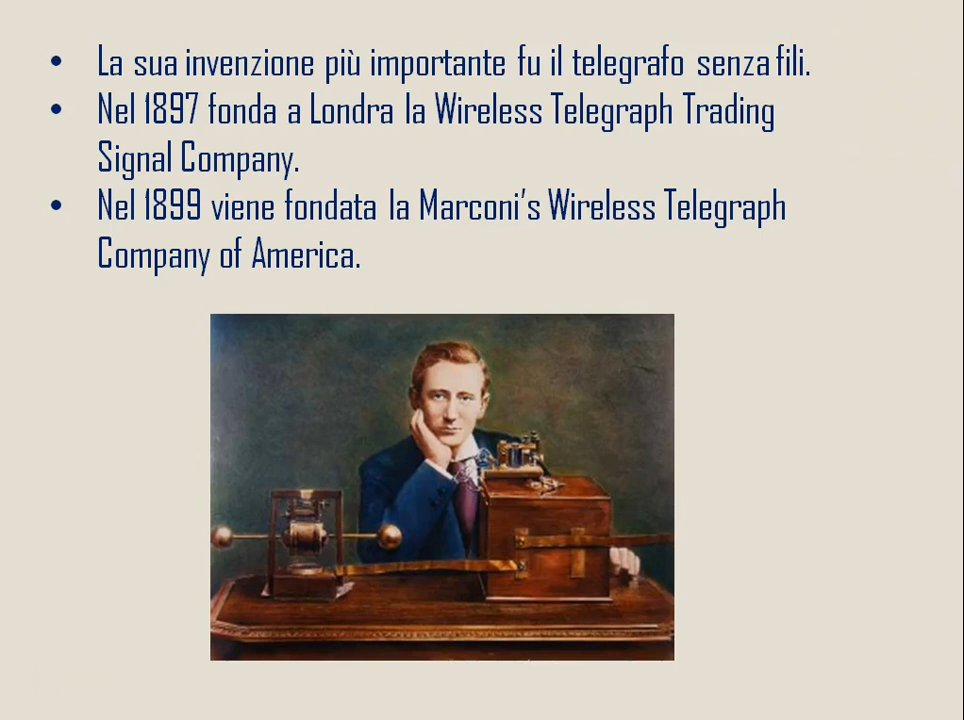 • La sua invenzione più importante fu il telegrafo senza fili.
• Nel 1897 fonda a Londra la Wireless Telegraph Trading
Signal Company.
• Nel 1899 viene fondata la Marconi's Wireless Telegraph
Company of America.